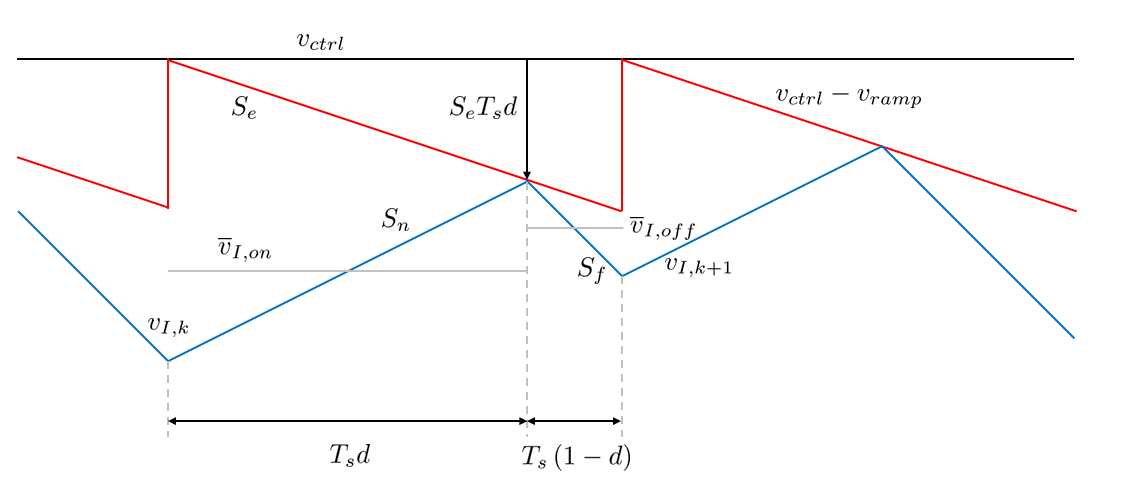 v_{ctrl}
v_{ctrl} − v_{ramp}
S_e
S_eT_sd
S_n
v̅_{I,off}
v̅_{I,on}
S_f
v_{I,k+1}
v_{I,k}
T_sd
T_s (1 − d)